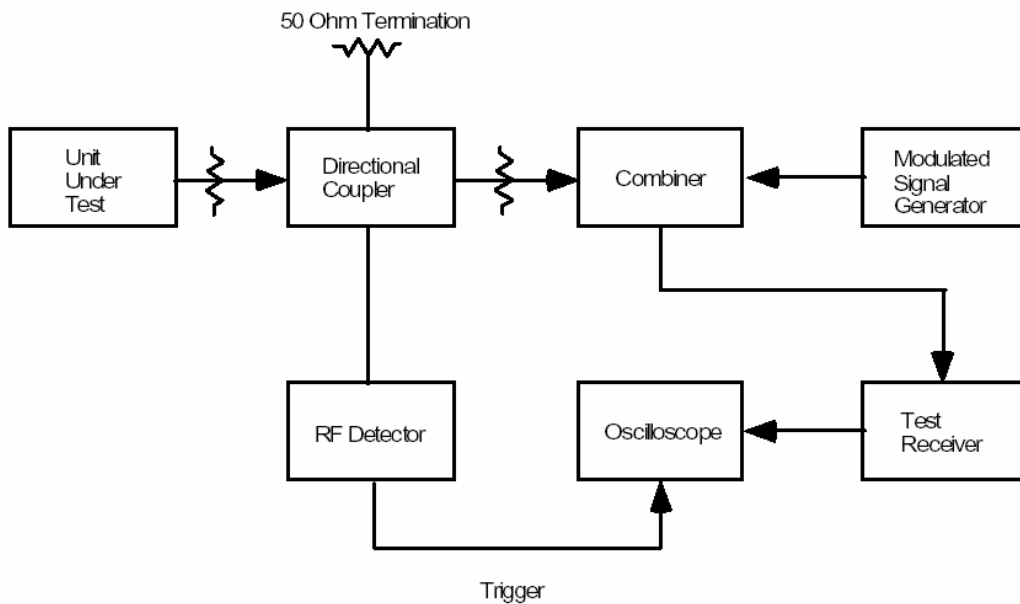 50 Ohm Termination
Unit
Under
Test
Directional
Coupler
Combiner
Modulated
Signal
Generator
RF Detector
Oscilloscope
Test
Receiver
Trigger